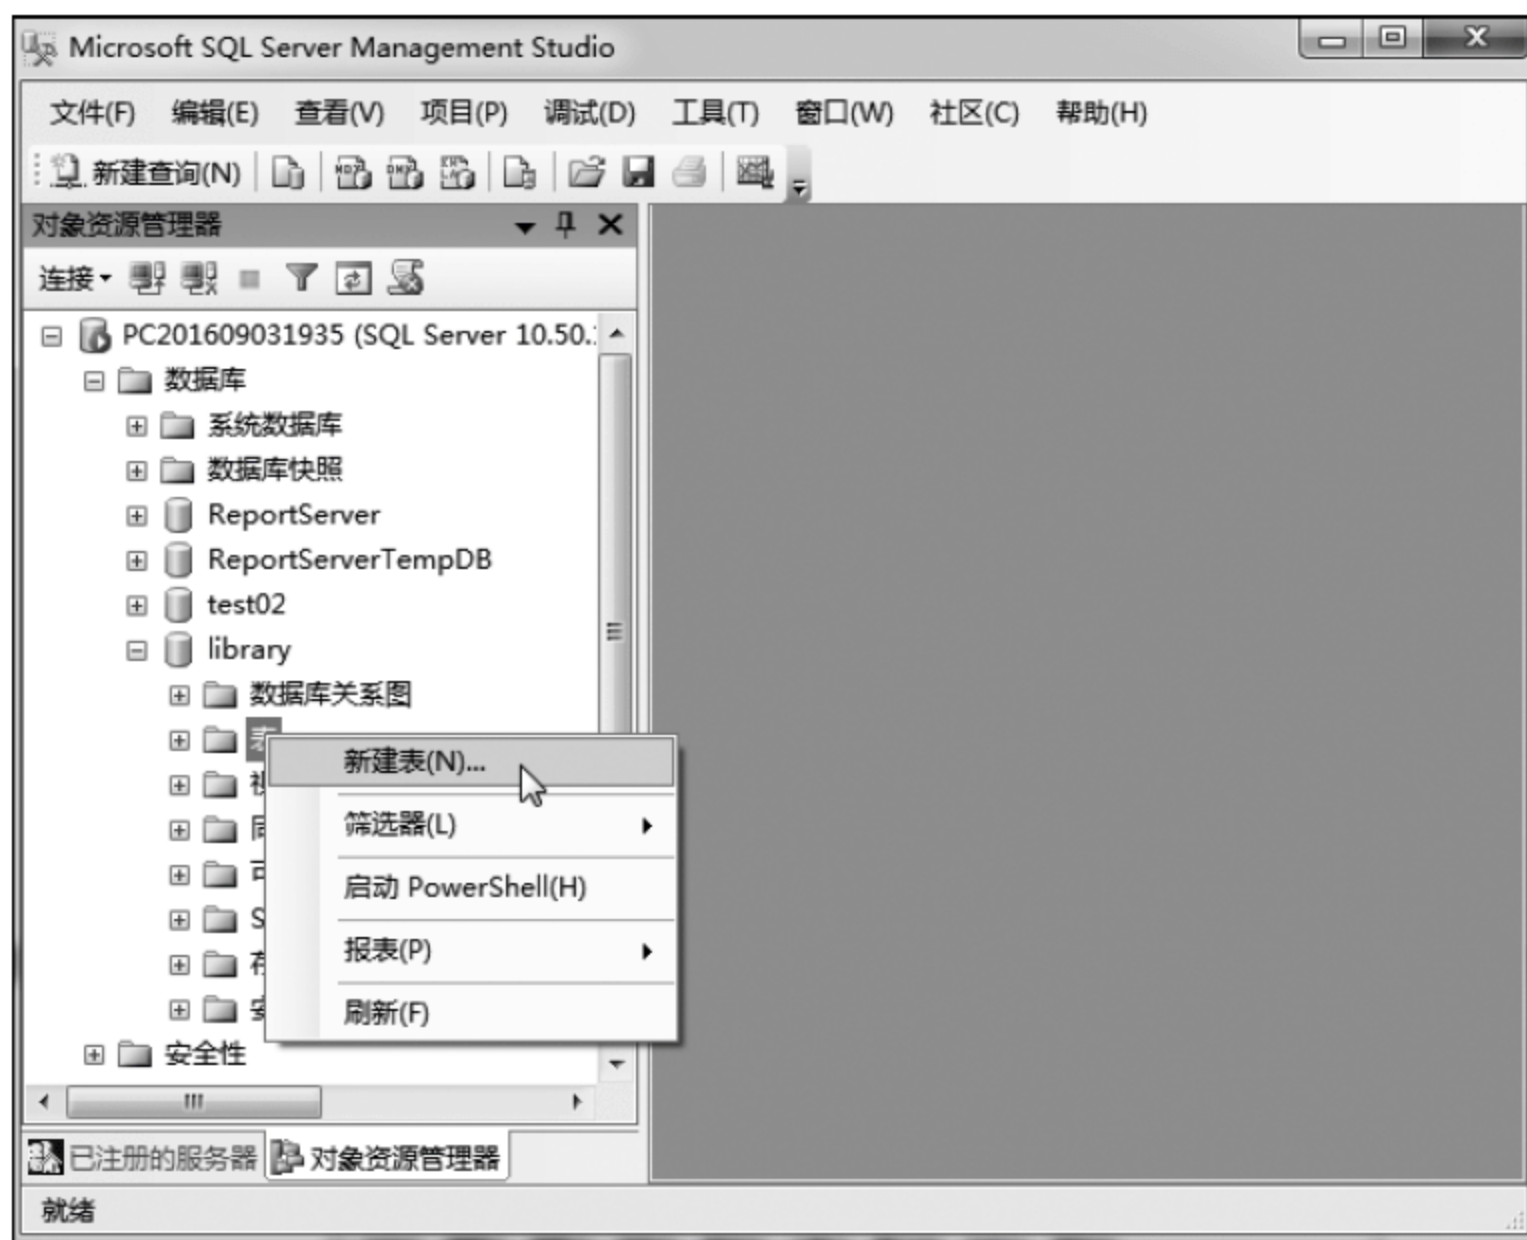 Microsoft SQL Server Management Studio
文件(F) 编辑(E) 查看(V) 项目(P) 调试(D) 工具(T) 窗口(W) 社区(C) 帮助(H)
新建查询(N)
对象资源管理器
连接
PC201609031935 (SQL Server 10.50.
数据库
系统数据库
数据库快照
ReportServer
ReportServerTempDB
test02
library
数据库关系图
表
新建表(N)...
筛选器(L)
启动 PowerShell(H)
S
报表(P)
刷新(F)
安全性
已注册的服务器 对象资源管理器
就绪